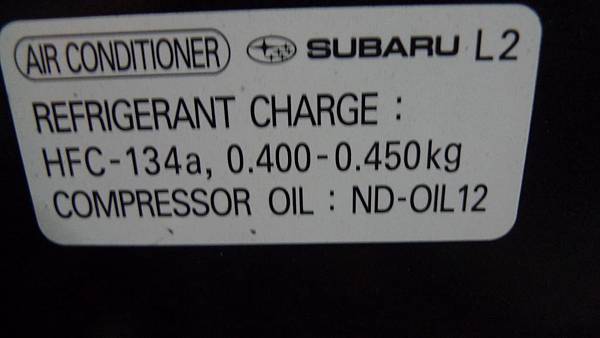 AIR CONDITIONER SUBARU L2
REFRIGERANT CHARGE :
HFC-134a, 0.400-0.450kg
COMPRESSOR OIL : ND-OIL12